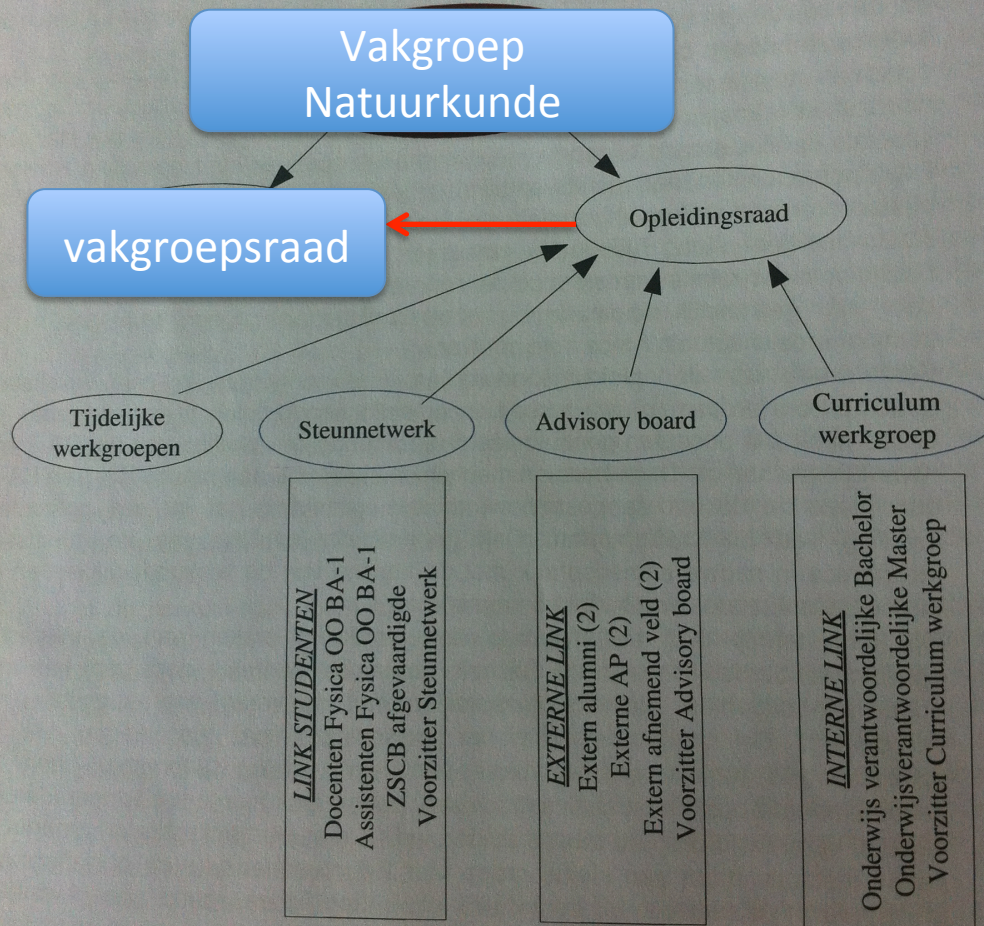 Vakgroep
Natuurkunde
vakgroepsraad
Opleidingsraad
Tijdelijke
werkgroepen
Steunnetwerk
Advisory board
Curriculum
werkgroep
LINK STUDENTEN
Docenten Fysica OO BA-1
Assistenten Fysica OO BA-1
ZSCB afgevaardigde
Voorzitter Steunnetwerk
EXTERNE LINK
Extern alumni (2)
Externe AP (2)
Extern afnemend veld (2)
Voorzitter Advisory board
INTERNE LINK
Onderwijs verantwoordelijke Bachelor
Onderwijsverantwoordelijke Master
Voorzitter Curriculum werkgroep